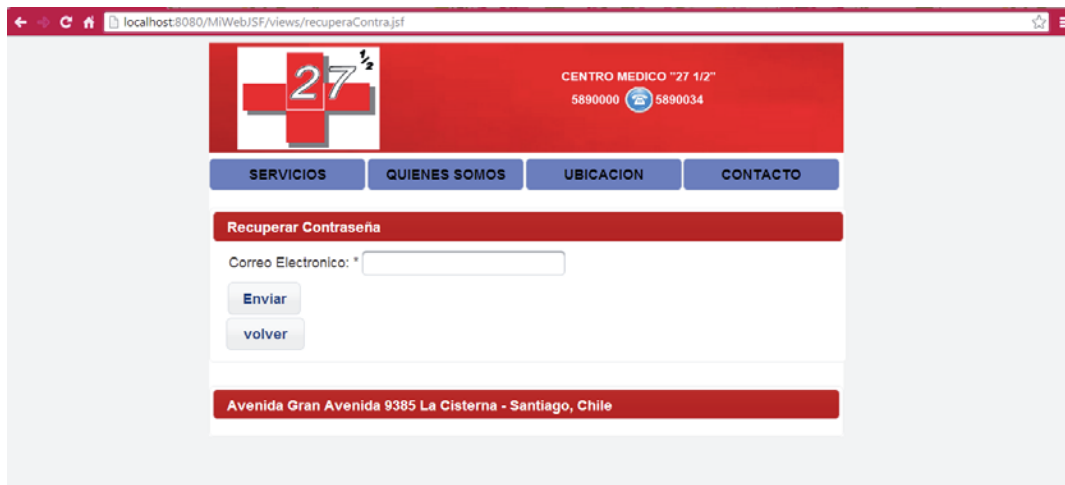 localhost:8080/MiWebJSF/views/recuperaContra.jsf
27 1/2
CENTRO MEDICO "27 1/2"
5890000 5890034
SERVICIOS QUIENES SOMOS UBICACION CONTACTO
Recuperar Contraseña
Correo Electronico: *
Enviar
volver
Avenida Gran Avenida 9385 La Cisterna - Santiago, Chile